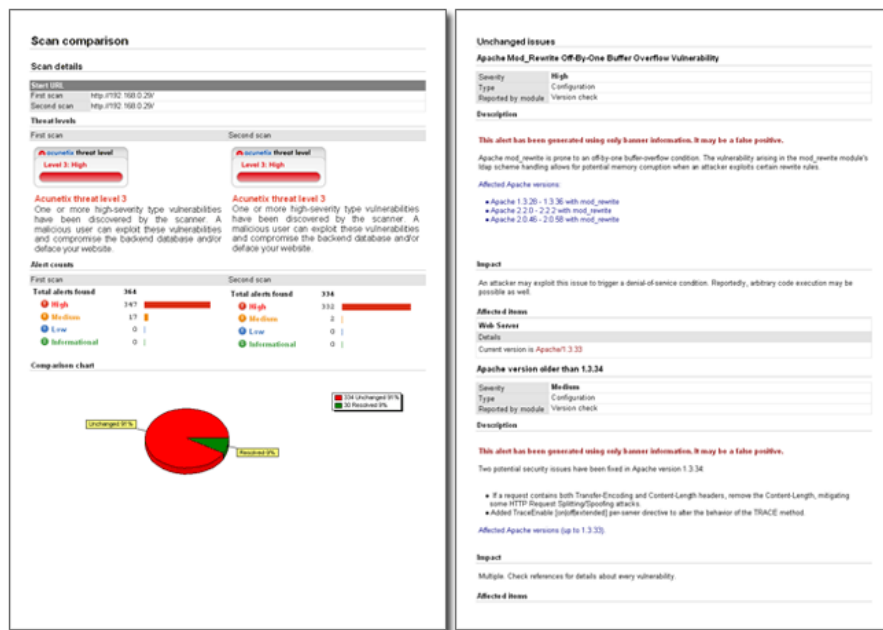 Scan comparison
Scan details
Start URL
First scan http://192.168.0.29/
Second scan http://192.168.0.29/
Threat levels
First scan Second scan
acunetix threat level acunetix threat level
Level 3: High Level 3: High
Acunetix threat level 3 Acunetix threat level 3
One or more high-severity type vulnerabilities One or more high-severity type vulnerabilities
have been discovered by the scanner. A have been discovered by the scanner. A
malicious user can exploit these vulnerabilities malicious user can exploit these vulnerabilities
and compromise the backend database and/or and compromise the backend database and/or
deface your website. deface your website.
Alert counts
First scan Second scan
Total alerts found 364 Total alerts found 334
High 347 High 332
Medium 17 Medium 2
Low 0 Low 0
Informational 0 Informational 0
Comparison chart
334 Unchanged 91%
30 Resolved 9%
Unchanged 91%
Resolved 9%
Unchanged issues
Apache Mod_Rewrite Off-By-One Buffer Overflow Vulnerability
Severity High
Type Configuration
Reported by module Version check
Description
This alert has been generated using only banner information. It may be a false positive.
Apache mod_rewrite is prone to an off-by-one buffer-overflow condition. The vulnerability arising in the mod_rewrite module's
ldap scheme handling allows for potential memory corruption when an attacker exploits certain rewrite rules.
Affected Apache versions:
• Apache 1.3.28 - 1.3.36 with mod_rewrite
• Apache 2.2.0 - 2.2.2 with mod_rewrite
• Apache 2.0.46 - 2.0.58 with mod_rewrite
Impact
An attacker may exploit this issue to trigger a denial-of-service condition. Reportedly, arbitrary code execution may be
possible as well.
Affected items
Web Server
Details
Current version is Apache/1.3.33
Apache version older than 1.3.34
Severity Medium
Type Configuration
Reported by module Version check
Description
This alert has been generated using only banner information. It may be a false positive.
Two potential security issues have been fixed in Apache version 1.3.34:
• If a request contains both Transfer-Encoding and Content-Length headers, remove the Content-Length, mitigating
some HTTP Request Splitting/Spoofing attacks.
• Added TraceEnable [on|off|extended] per-server directive to alter the behavior of the TRACE method.
Affected Apache versions (up to 1.3.33).
Impact
Multiple. Check references for details about every vulnerability.
Affected items